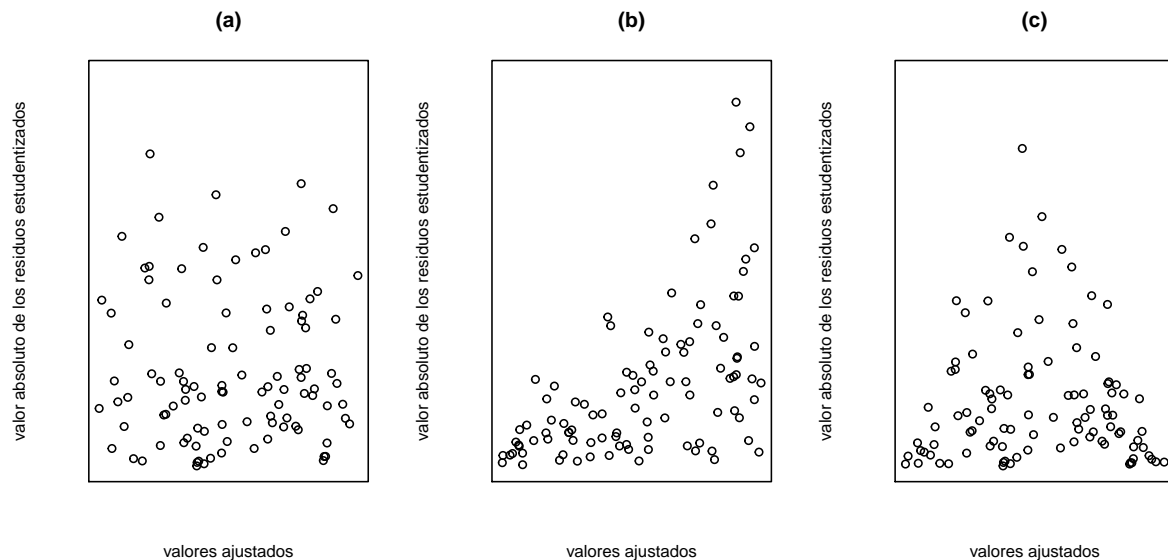 (a)
valor absoluto de los residuos estudentizados
valores ajustados
(b)
valor absoluto de los residuos estudentizados
valores ajustados
(c)
valor absoluto de los residuos estudentizados
valores ajustados